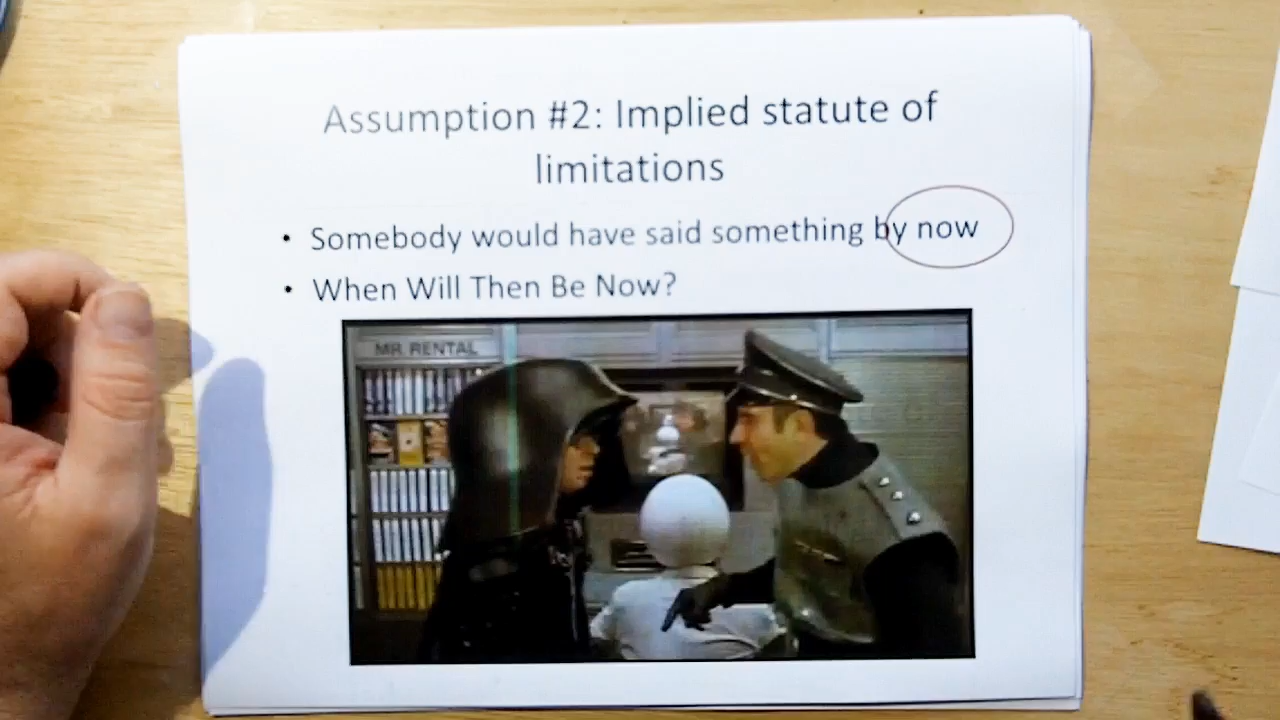 Assumption #2: Implied statute of
limitations
• Somebody would have said something by now
• When Will Then Be Now?
MR. RENTAL